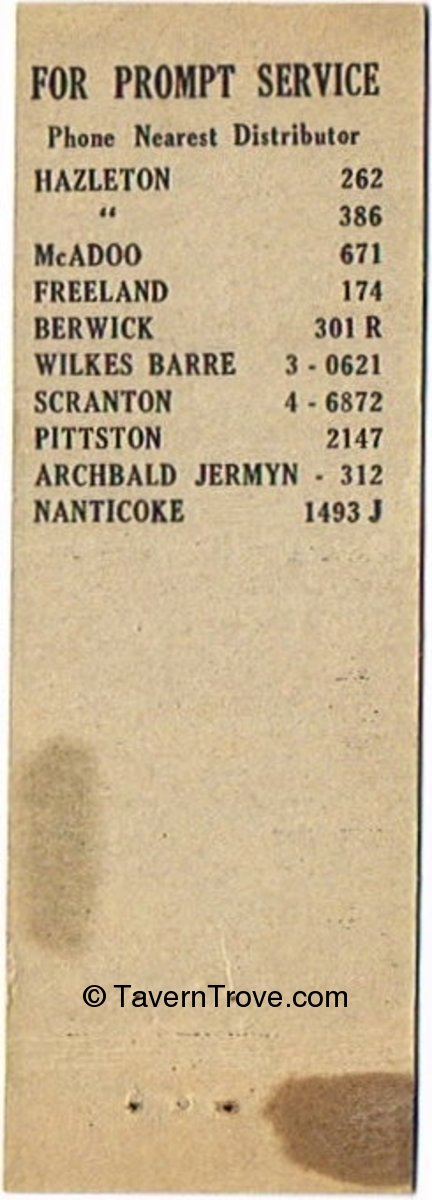 FOR PROMPT SERVICE
Phone Nearest Distributor
HAZLETON 262
“ 386
McADOO 671
FREELAND 174
BERWICK 301 R
WILKES BARRE 3 - 0621
SCRANTON 4 - 6872
PITTSTON 2147
ARCHBALD JERMYN - 312
NANTICOKE 1493 J
© TavernTrove.com